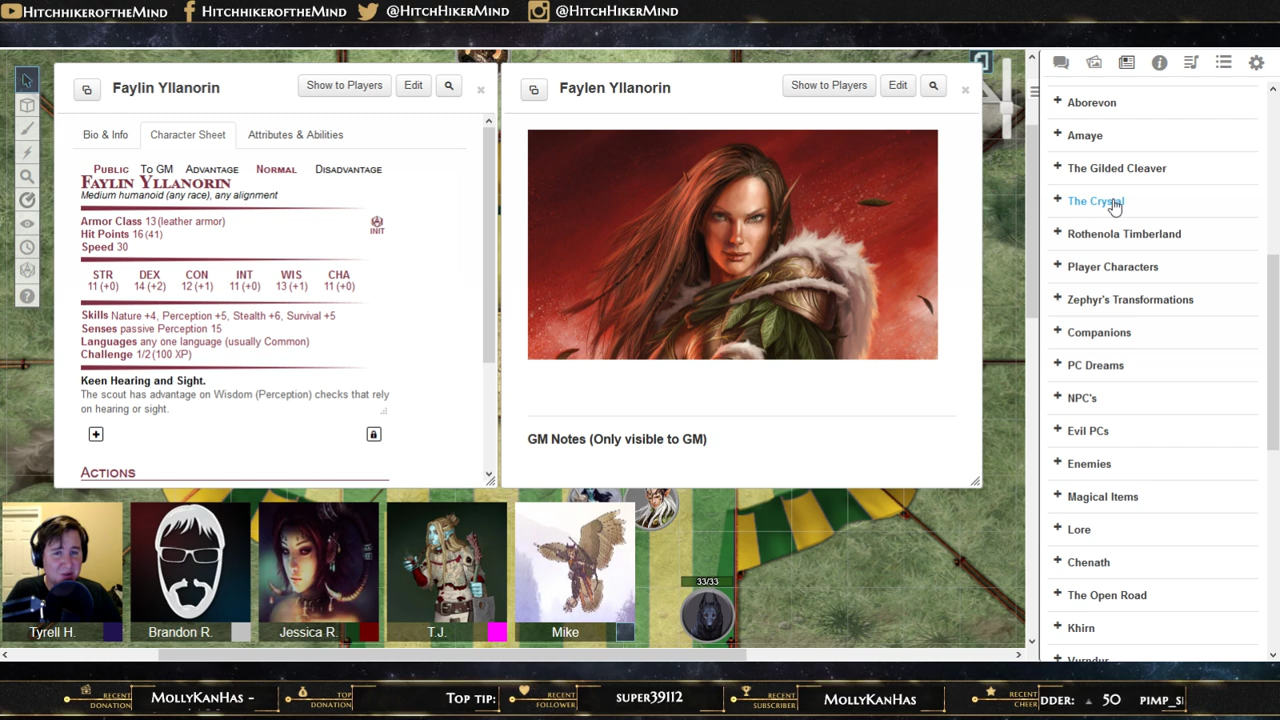 HitchhikeroftheMind HitchhikeroftheMind @HitchHikerMind @HitchHikerMind
Faylin Yllanorin Show to Players Edit
Bio & Info Character Sheet Attributes & Abilities
Public To GM Advantage Normal Disadvantage
Faylin Yllanorin
Medium humanoid (any race), any alignment
Armor Class 13 (leather armor)
Hit Points 16 (41)
Speed 30
INIT
STR DEX CON INT WIS CHA
11 (+0) 14 (+2) 12 (+1) 11 (+0) 13 (+1) 11 (+0)
Skills Nature +4, Perception +5, Stealth +6, Survival +5
Senses passive Perception 15
Languages any one language (usually Common)
Challenge 1/2 (100 XP)
Keen Hearing and Sight.
The scout has advantage on Wisdom (Perception) checks that rely
on hearing or sight.
Actions
Faylen Yllanorin Show to Players Edit
GM Notes (Only visible to GM)
Aborevon
Amaye
The Gilded Cleaver
The Crystal
Rothenola Timberland
Player Characters
Zephyr's Transformations
Companions
PC Dreams
NPC's
Evil PCs
Enemies
Magical Items
Lore
Chenath
The Open Road
Khirn
Vurndur
33/33
Tyrell H. Brandon R. Jessica R. T.J. Mike
Recent Donation MollyKanHas - Top Donation Top tip: Recent Follower super39112 Recent Subscriber MollyKanHas Recent Cheer dder: 50 pimp_s